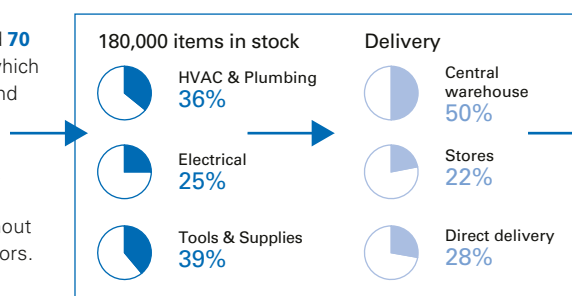 70
which
nd
out
ors.
180,000 items in stock
HVAC & Plumbing
36%
Electrical
25%
Tools & Supplies
39%
Delivery
Central
warehouse
50%
Stores
22%
Direct delivery
28%